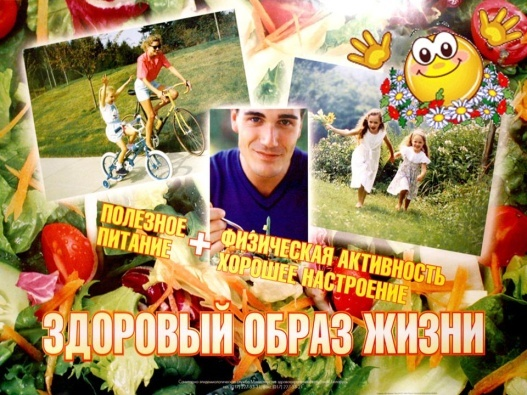 ПОЛЕЗНОЕ
ПИТАНИЕ
+
ФИЗИЧЕСКАЯ АКТИВНОСТЬ
ХОРОШЕЕ НАСТРОЕНИЕ
ЗДОРОВЫЙ ОБРАЗ ЖИЗНИ